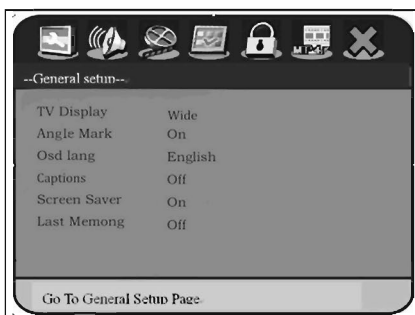 --General setup--
TV Display Wide
Angle Mark On
Osd lang English
Captions Off
Screen Saver On
Last Memong Off
Go To General Setup Page